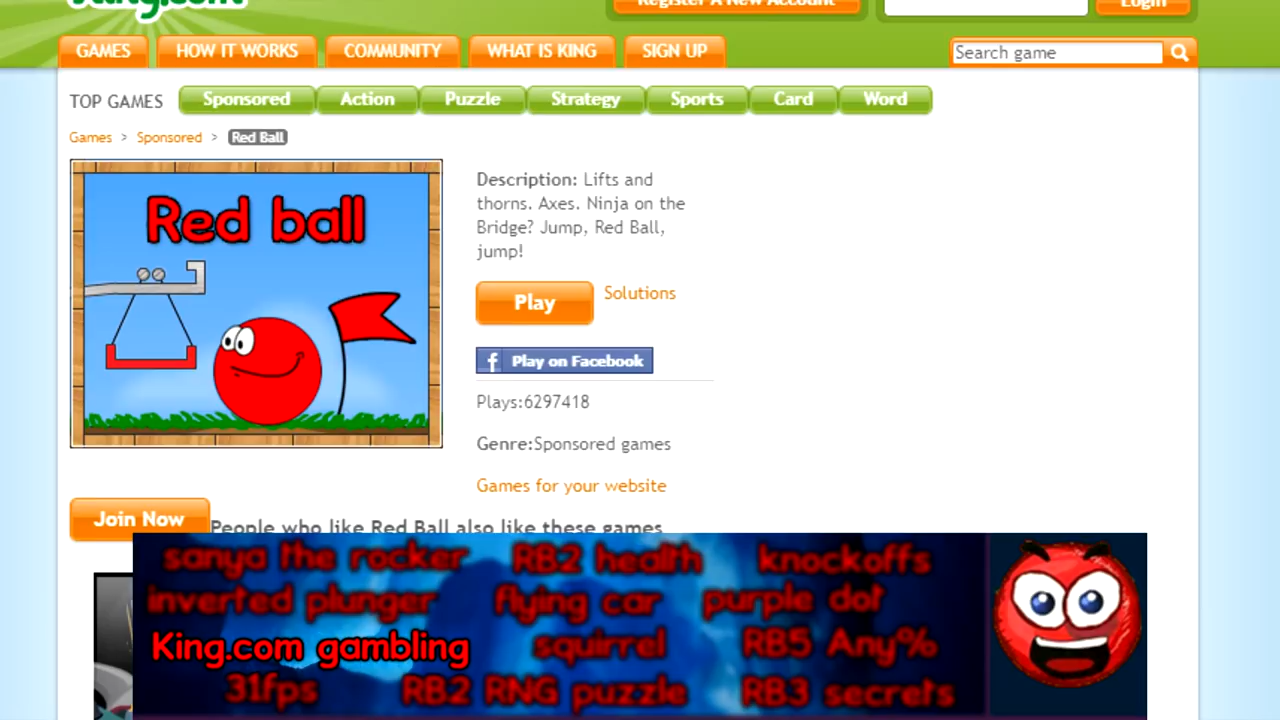 king.com
Register A New Account
Login
GAMES
HOW IT WORKS
COMMUNITY
WHAT IS KING
SIGN UP
Search game
TOP GAMES
Sponsored
Action
Puzzle
Strategy
Sports
Card
Word
Games > Sponsored > Red Ball
Red ball
Description: Lifts and
thorns. Axes. Ninja on the
Bridge? Jump, Red Ball,
jump!
Play
Solutions
f Play on Facebook
Plays:6297418
Genre:Sponsored games
Games for your website
Join Now
People who like Red Ball also like these games
sanya the rocker
RB2 health
knockoffs
inverted plunger
flying car
purple dot
King.com gambling
squirrel
RB5 Any%
31fps
RB2 RNG puzzle
RB3 secrets